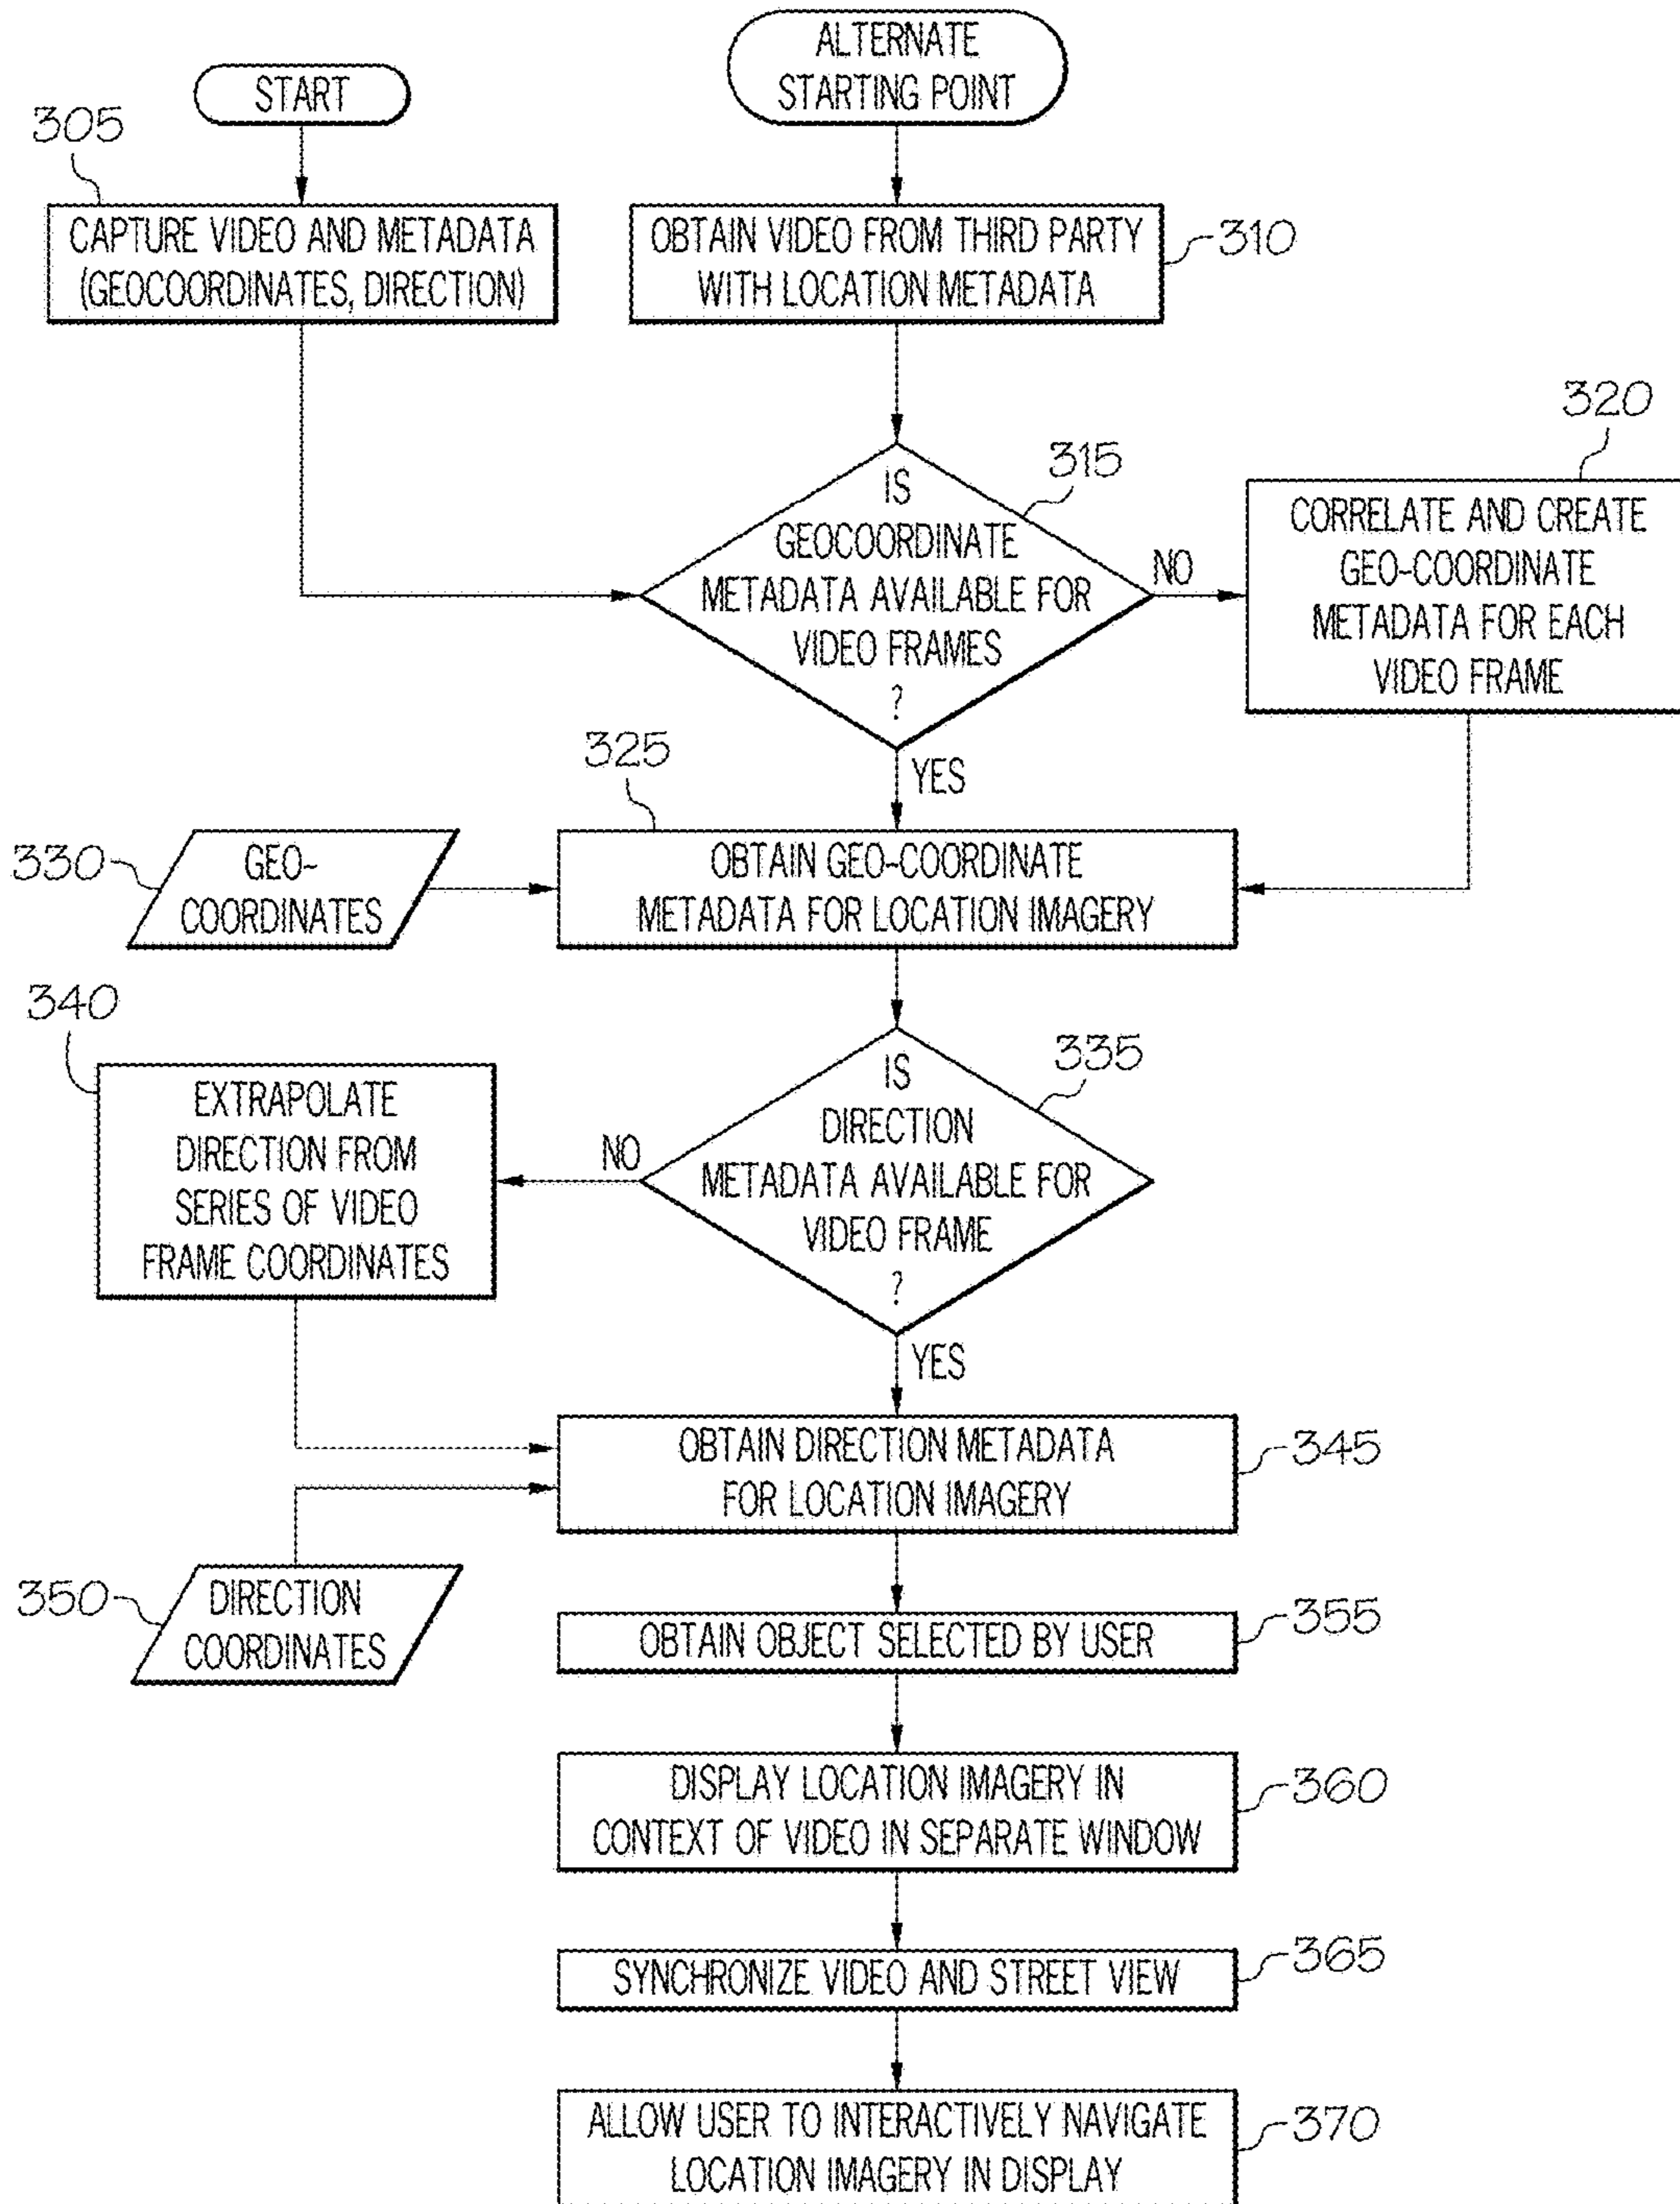 START
ALTERNATE
STARTING POINT
305
CAPTURE VIDEO AND METADATA
(GEOCOORDINATES, DIRECTION)
OBTAIN VIDEO FROM THIRD PARTY
WITH LOCATION METADATA
310
315
IS
GEOCOORDINATE
METADATA AVAILABLE FOR
VIDEO FRAMES
?
NO
320
CORRELATE AND CREATE
GEO-COORDINATE
METADATA FOR EACH
VIDEO FRAME
YES
325
330
GEO-
COORDINATES
OBTAIN GEO-COORDINATE
METADATA FOR LOCATION IMAGERY
335
IS
DIRECTION
METADATA AVAILABLE FOR
VIDEO FRAME
?
NO
340
EXTRAPOLATE
DIRECTION FROM
SERIES OF VIDEO
FRAME COORDINATES
YES
OBTAIN DIRECTION METADATA
FOR LOCATION IMAGERY
345
350
DIRECTION
COORDINATES
OBTAIN OBJECT SELECTED BY USER
355
DISPLAY LOCATION IMAGERY IN
CONTEXT OF VIDEO IN SEPARATE WINDOW
360
SYNCHRONIZE VIDEO AND STREET VIEW
365
ALLOW USER TO INTERACTIVELY NAVIGATE
LOCATION IMAGERY IN DISPLAY
370